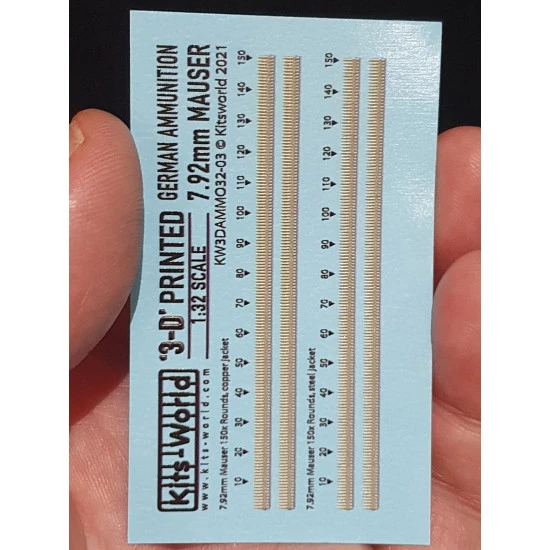 Kits-World
www.kits-world.com
'3-D' PRINTED
1:32 SCALE
GERMAN AMMUNITION
7.92mm MAUSER
KW3DAMMO32-03 © Kitsworld 2021
7.92mm Mauser 150x Rounds, copper jacket
10 20 30 40 50 60 70 80 90 100 110 120 130 140 150
7.92mm Mauser 150x Rounds, steel jacket
10 20 30 40 50 60 70 80 90 100 110 120 130 140 150